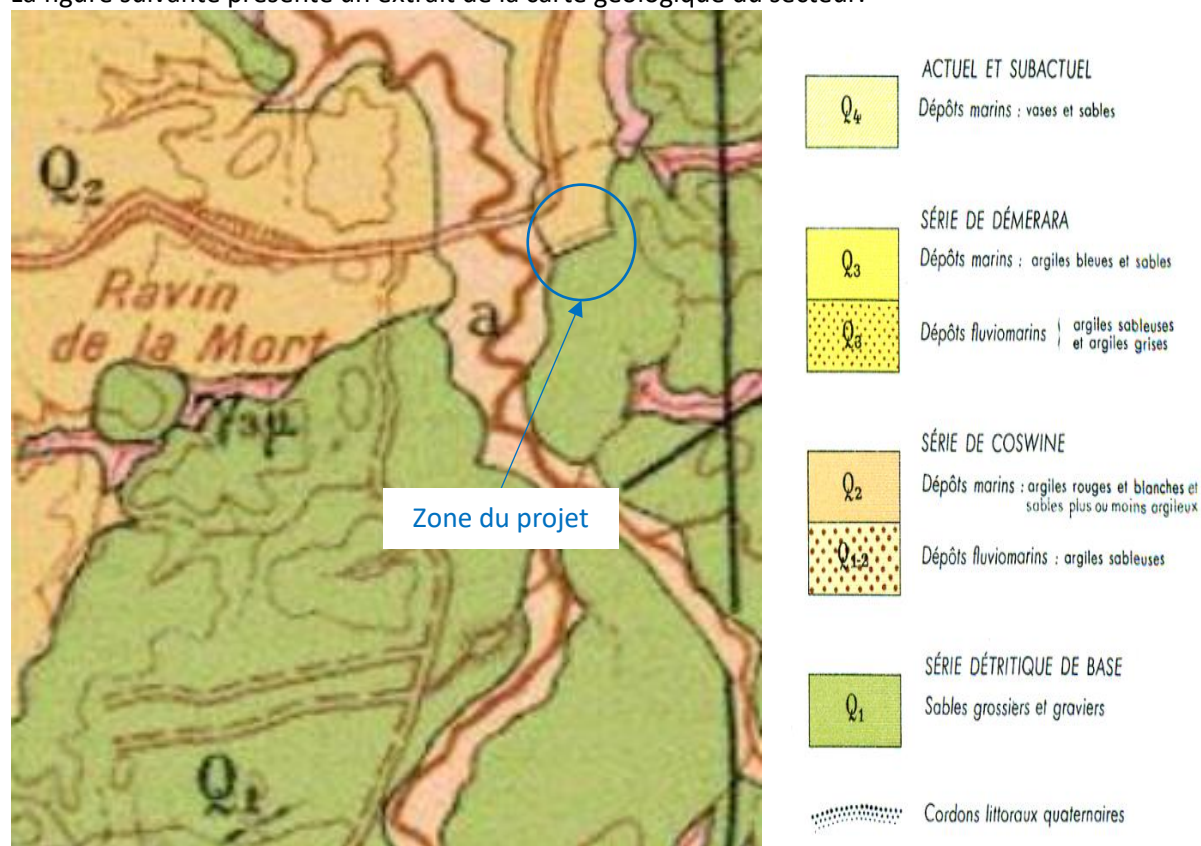 La figure suivante présente un extrait de la carte géologique du secteur.
Q2
Ravin
de la Mort
a
γ3μ
Zone du projet
Q1
ACTUEL ET SUBACTUEL
Q4
Dépôts marins : vases et sables
SÉRIE DE DÉMERARA
Q3
Dépôts marins : argiles bleues et sables
Q3
Dépôts fluviomarins { argiles sableuses
et argiles grises
SÉRIE DE COSWINE
Q2
Dépôts marins : argiles rouges et blanches et
sables plus ou moins argileux
Q1-2
Dépôts fluviomarins : argiles sableuses
SÉRIE DÉTRITIQUE DE BASE
Q1
Sables grossiers et graviers
Cordons littoraux quaternaires